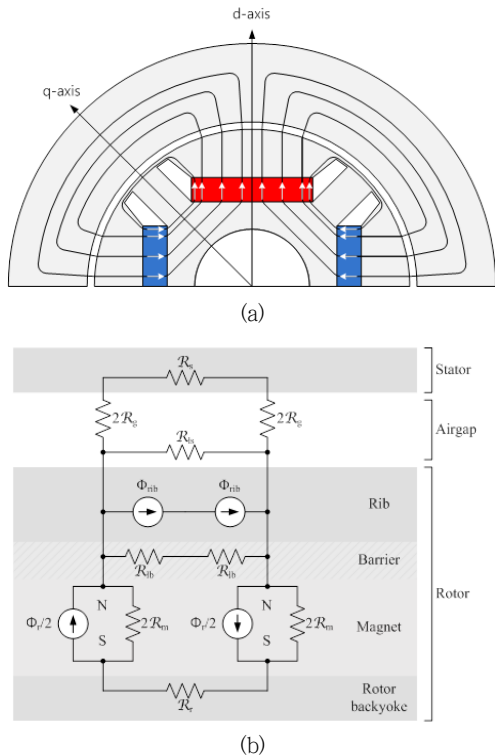 d-axis
q-axis
(a)
ℛs
Stator
2ℛg
2ℛg
Airgap
ℛls
Φrib
Φrib
Rib
Barrier
ℛlb
ℛlb
Rotor
N
N
Φr/2
2ℛm
Φr/2
2ℛm
Magnet
S
S
Rotor
backyoke
ℛr
(b)